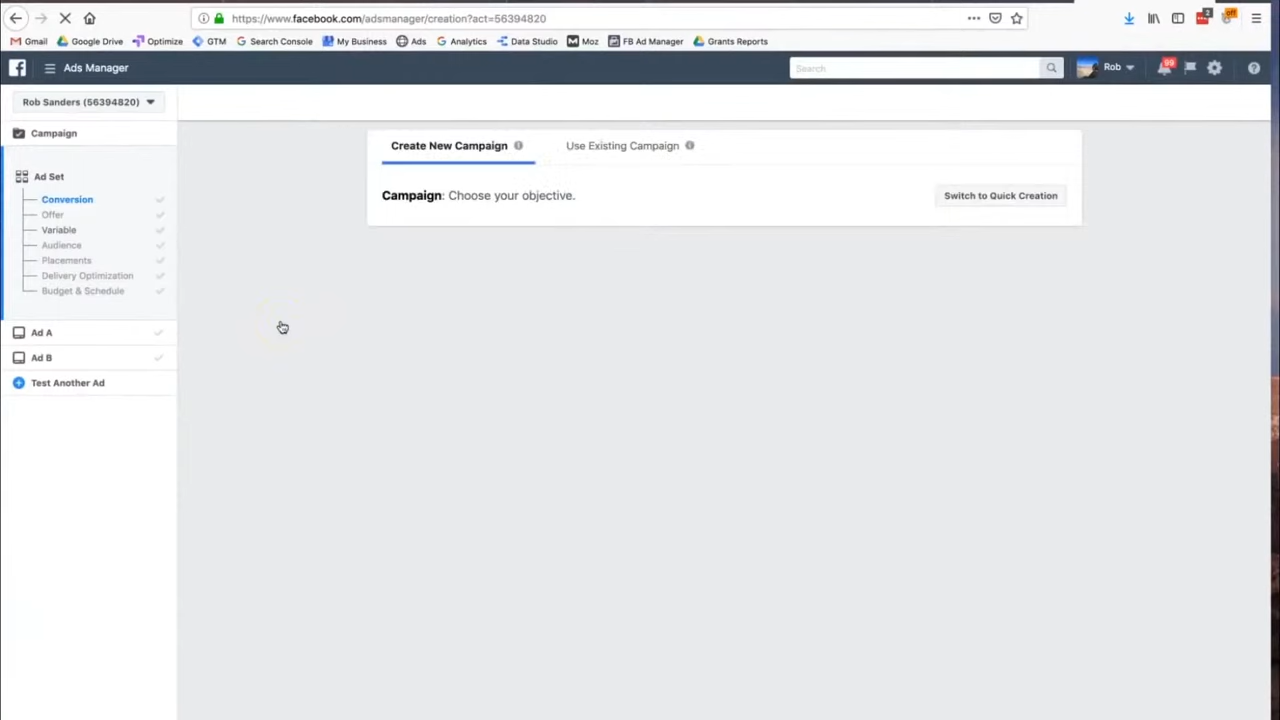 https://www.facebook.com/adsmanager/creation?act=56394820
Gmail Google Drive Optimize GTM Search Console My Business Ads Analytics Data Studio Moz FB Ad Manager Grants Reports
Ads Manager Search Rob 99
Rob Sanders (56394820)
Campaign
Create New Campaign Use Existing Campaign
Ad Set
Campaign: Choose your objective. Switch to Quick Creation
Conversion
Offer
Variable
Audience
Placements
Delivery Optimization
Budget & Schedule
Ad A
Ad B
Test Another Ad